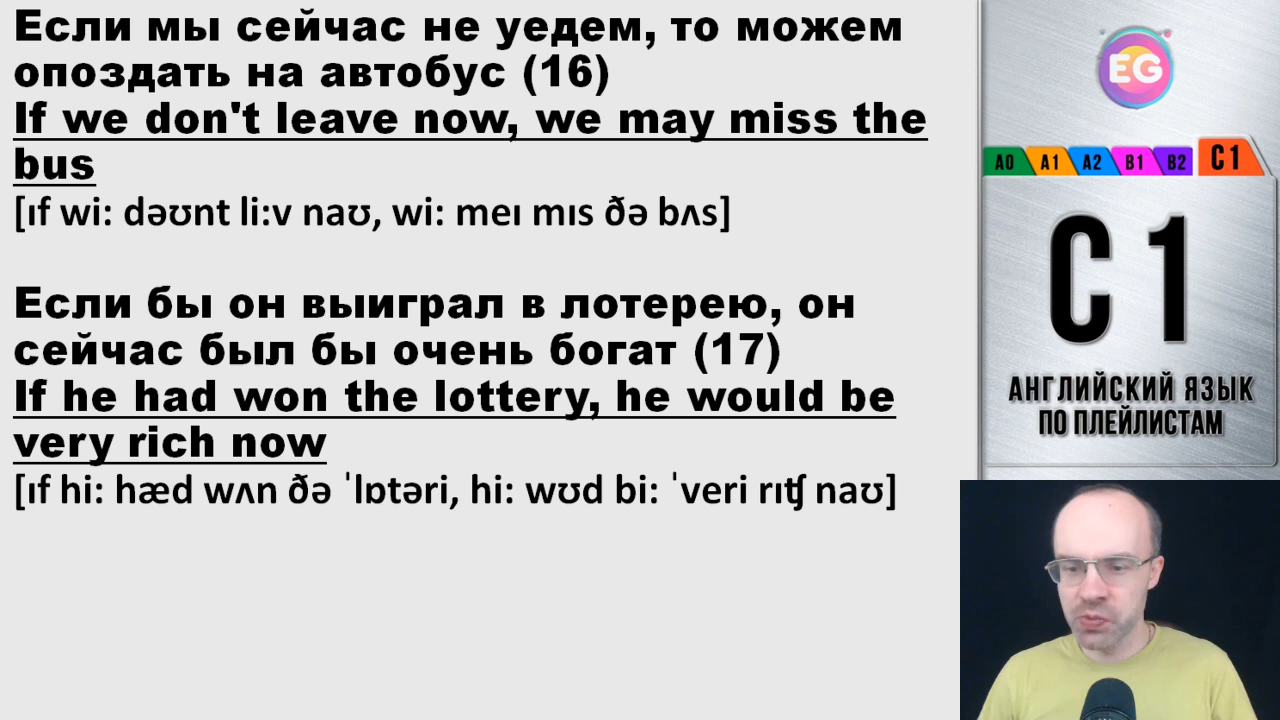 Если мы сейчас не уедем, то можем
опоздать на автобус (16)
If we don't leave now, we may miss the
bus
[ɪf wi: dəʊnt li:v naʊ, wi: meɪ mɪs ðə bʌs]
Если бы он выиграл в лотерею, он
сейчас был бы очень богат (17)
If he had won the lottery, he would be
very rich now
[ɪf hi: hæd wʌn ðə ˈlɒtəri, hi: wʊd bi: ˈveri rɪʧ naʊ]
EG
A0 A1 A2 B1 B2 C1
C1
АНГЛИЙСКИЙ ЯЗЫК
ПО ПЛЕЙЛИСТАМ